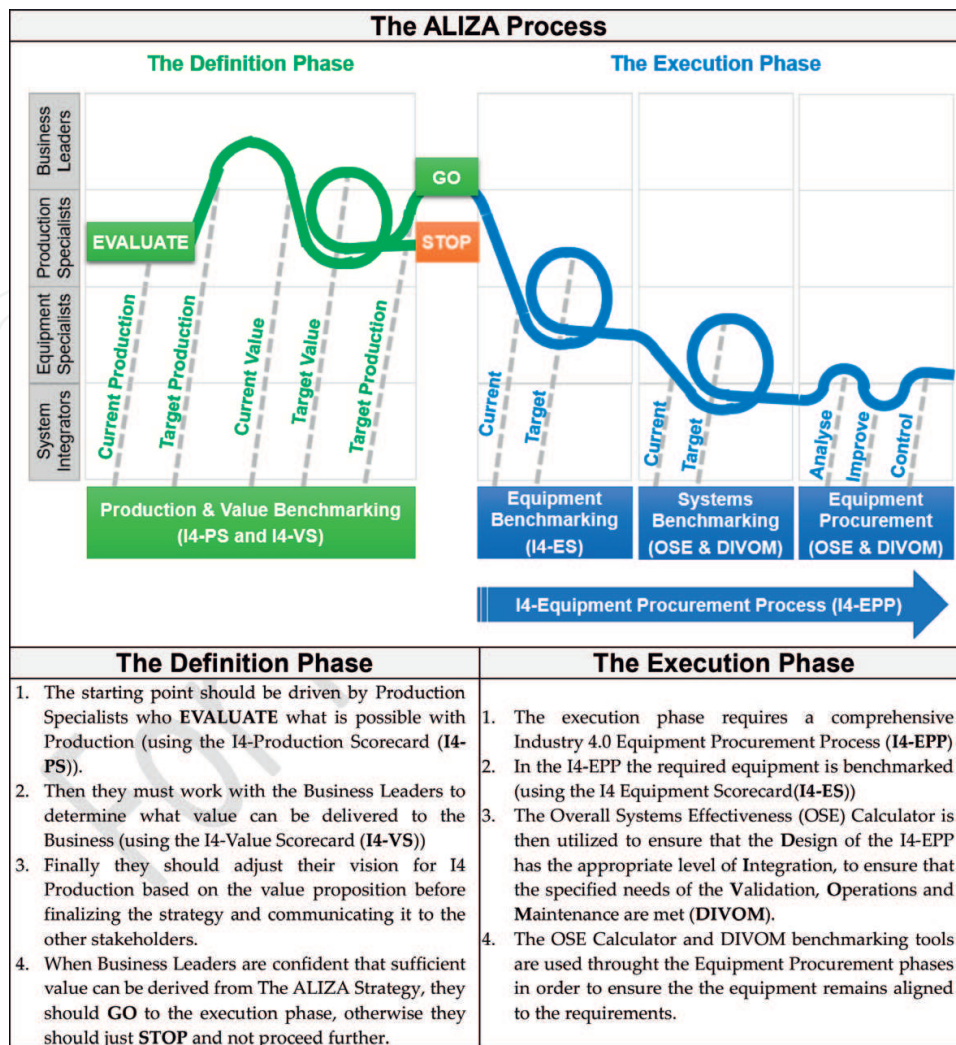 The ALIZA Process
The Definition Phase
The Execution Phase
Business
Leaders
Production
Specialists
Equipment
Specialists
System
Integrators
EVALUATE
GO
STOP
Current Production
Target Production
Current Value
Target Value
Target Production
Current
Target
Current
Target
Analyse
Improve
Control
Production & Value Benchmarking
(I4-PS and I4-VS)
Equipment
Benchmarking
(I4-ES)
Systems
Benchmarking
(OSE & DIVOM)
Equipment
Procurement
(OSE & DIVOM)
I4-Equipment Procurement Process (I4-EPP)
The Definition Phase
1. The starting point should be driven by Production
Specialists who EVALUATE what is possible with
Production (using the I4-Production Scorecard (I4-
PS)).
2. Then they must work with the Business Leaders to
determine what value can be delivered to the
Business (using the I4-Value Scorecard (I4-VS))
3. Finally they should adjust their vision for I4
Production based on the value proposition before
finalizing the strategy and communicating it to the
other stakeholders.
4. When Business Leaders are confident that sufficient
value can be derived from The ALIZA Strategy, they
should GO to the execution phase, otherwise they
should just STOP and not proceed further.
The Execution Phase
1. The execution phase requires a comprehensive
Industry 4.0 Equipment Procurement Process (I4-EPP)
2. In the I4-EPP the required equipment is benchmarked
(using the I4 Equipment Scorecard(I4-ES))
3. The Overall Systems Effectiveness (OSE) Calculator is
then utilized to ensure that the Design of the I4-EPP
has the appropriate level of Integration, to ensure that
the specified needs of the Validation, Operations and
Maintenance are met (DIVOM).
4. The OSE Calculator and DIVOM benchmarking tools
are used throught the Equipment Procurement phases
in order to ensure the the equipment remains aligned
to the requirements.
For